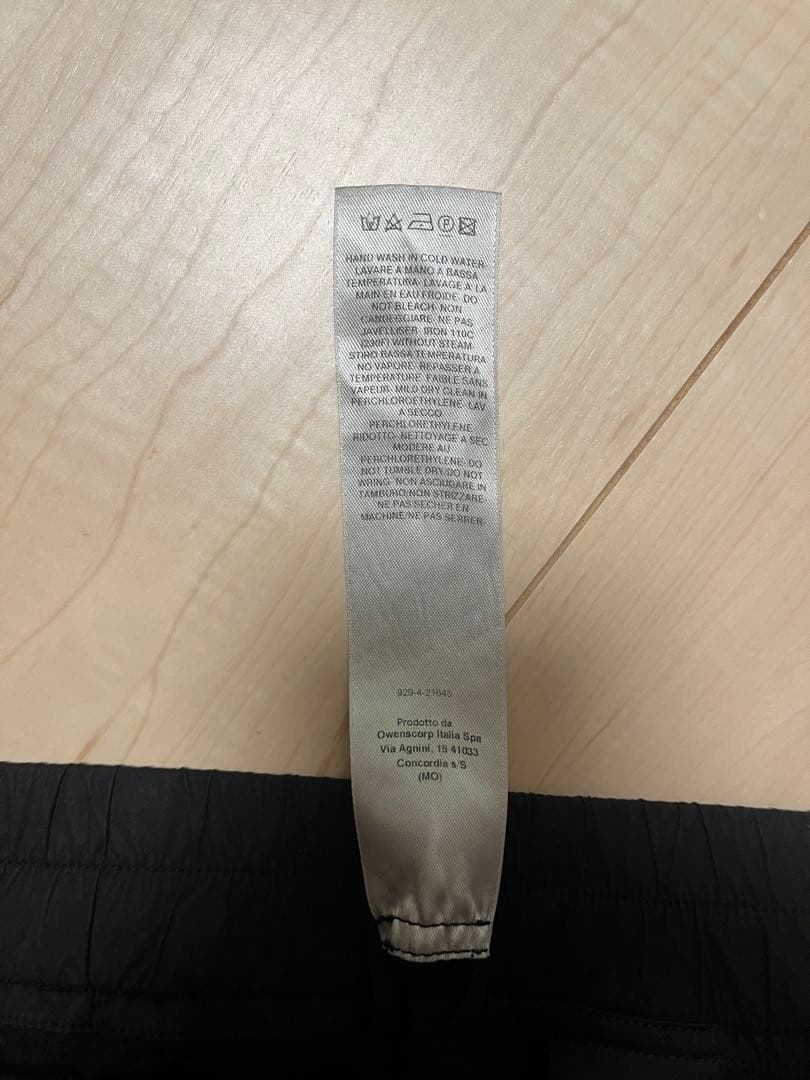 HAND WASH IN COLD WATER-
LAVARE A MANO A BASSA
TEMPERATURA- LAVAGE A LA
MAIN EN EAU FROIDE- DO
NOT BLEACH- NON
CANDEGGIARE- NE PAS
JAVELLISER- IRON 110C
(230F) WITHOUT STEAM-
STIRO BASSA TEMPERATURA
NO VAPORE- REPASSER A
TEMPERATURE FAIBLE SANS
VAPEUR- MILD DRY CLEAN IN
PERCHLOROETHYLENE- LAV.
A SECCO
PERCHLORETHYLENE
RIDOTTO- NETTOYAGE A SEC
MODERE AU
PERCHLORETHYLENE- DO
NOT TUMBLE DRY/DO NOT
WRING- NON ASCIUGARE IN
TAMBURO/NON STRIZZARE-
NE PAS SECHER EN
MACHINE/NE PAS SERRER-
929-4-21645
Prodotto da
Owenscorp Italia Spa
Via Agnini, 15 41033
Concordia s/S
(MO)